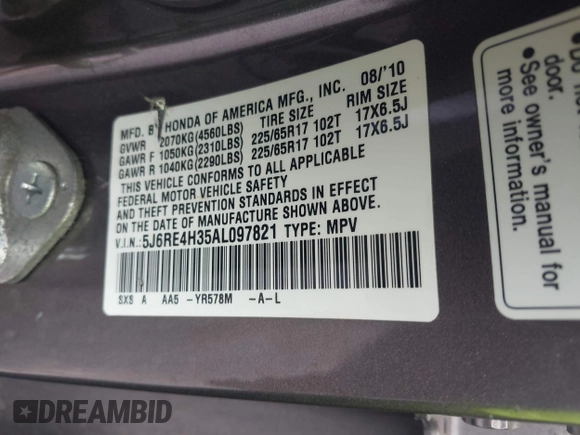 MFD. BY HONDA OF AMERICA MFG., INC. 08/'10
GVWR 2070KG(4560LBS) TIRE SIZE RIM SIZE
GAWR F 1050KG(2310LBS) 225/65R17 102T 17X6.5J
GAWR R 1040KG(2290LBS) 225/65R17 102T 17X6.5J
THIS VEHICLE CONFORMS TO ALL APPLICABLE
FEDERAL MOTOR VEHICLE SAFETY
AND THEFT PREVENTION STANDARDS IN EFFECT
ON THE DATE OF MANUFACTURE SHOWN ABOVE.
V.I.N.:5J6RE4H35AL097821 TYPE: MPV
SXS A AA5 -YR578M -A-L
door.
• See owner's
manual for
more
DREAMBID